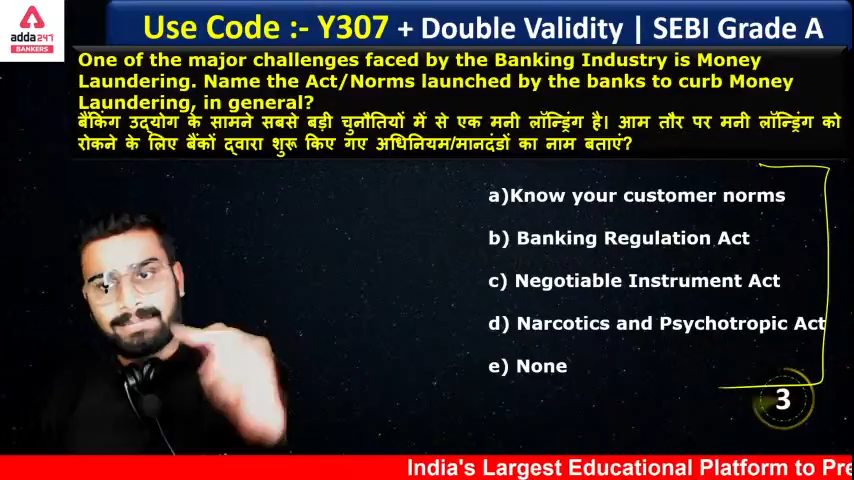 adda247
BANKERS
Use Code :- Y307 + Double Validity | SEBI Grade A
One of the major challenges faced by the Banking Industry is Money
Laundering. Name the Act/Norms launched by the banks to curb Money
Laundering, in general?
बैंकिंग उद्योग के सामने सबसे बड़ी चुनौतियों में से एक मनी लॉन्ड्रिंग है। आम तौर पर मनी लॉन्ड्रिंग को
रोकने के लिए बैंकों द्वारा शुरू किए गए अधिनियम/मानदंडों का नाम बताएं?
a)Know your customer norms
b) Banking Regulation Act
c) Negotiable Instrument Act
d) Narcotics and Psychotropic Act
e) None
3
India's Largest Educational Platform to Pre